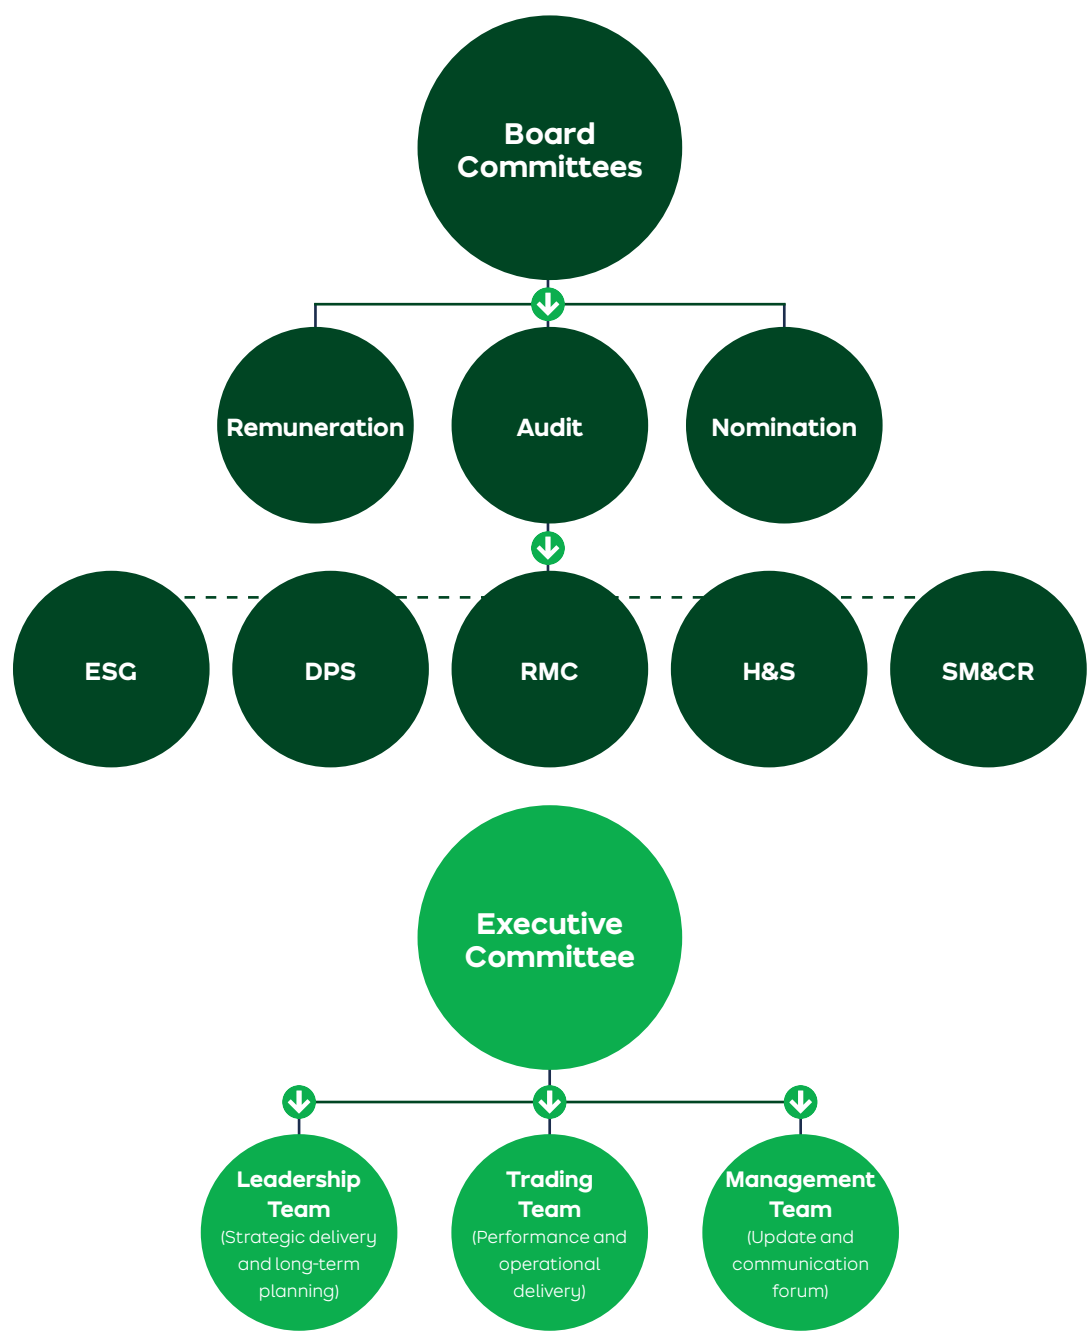 Board
Committees
Remuneration
Audit
Nomination
ESG
DPS
RMC
H&S
SM&CR
Executive
Committee
Leadership
Team
(Strategic delivery
and long-term
planning)
Trading
Team
(Performance and
operational
delivery)
Management
Team
(Update and
communication
forum)